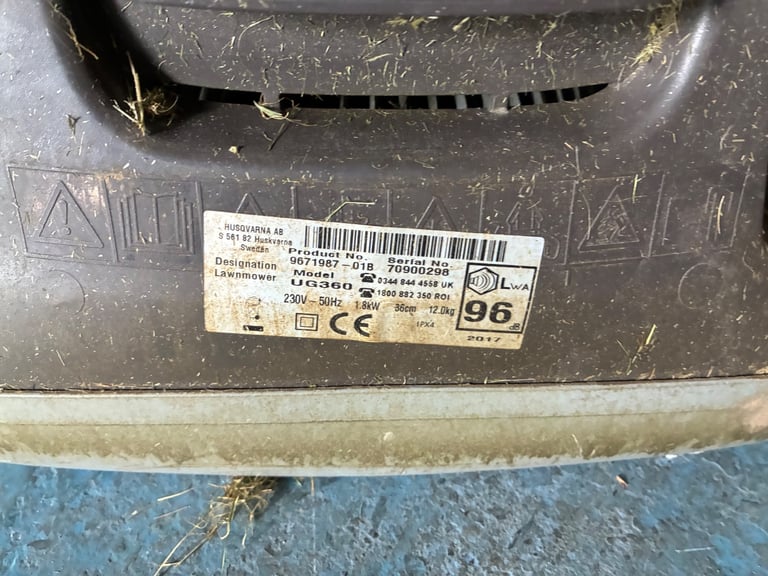 HUSQVARNA AB
S 561 82 Huskvarna
Sweden
Product No. Serial No.
Designation 9671987-01B 70900298
Lawnmower Model 0344 844 4558 UK
UG360 1800 882 350 ROI
230V~50Hz 1.8kW 36cm 12.0kg
CE IPX4
LWA
96 dB
2017